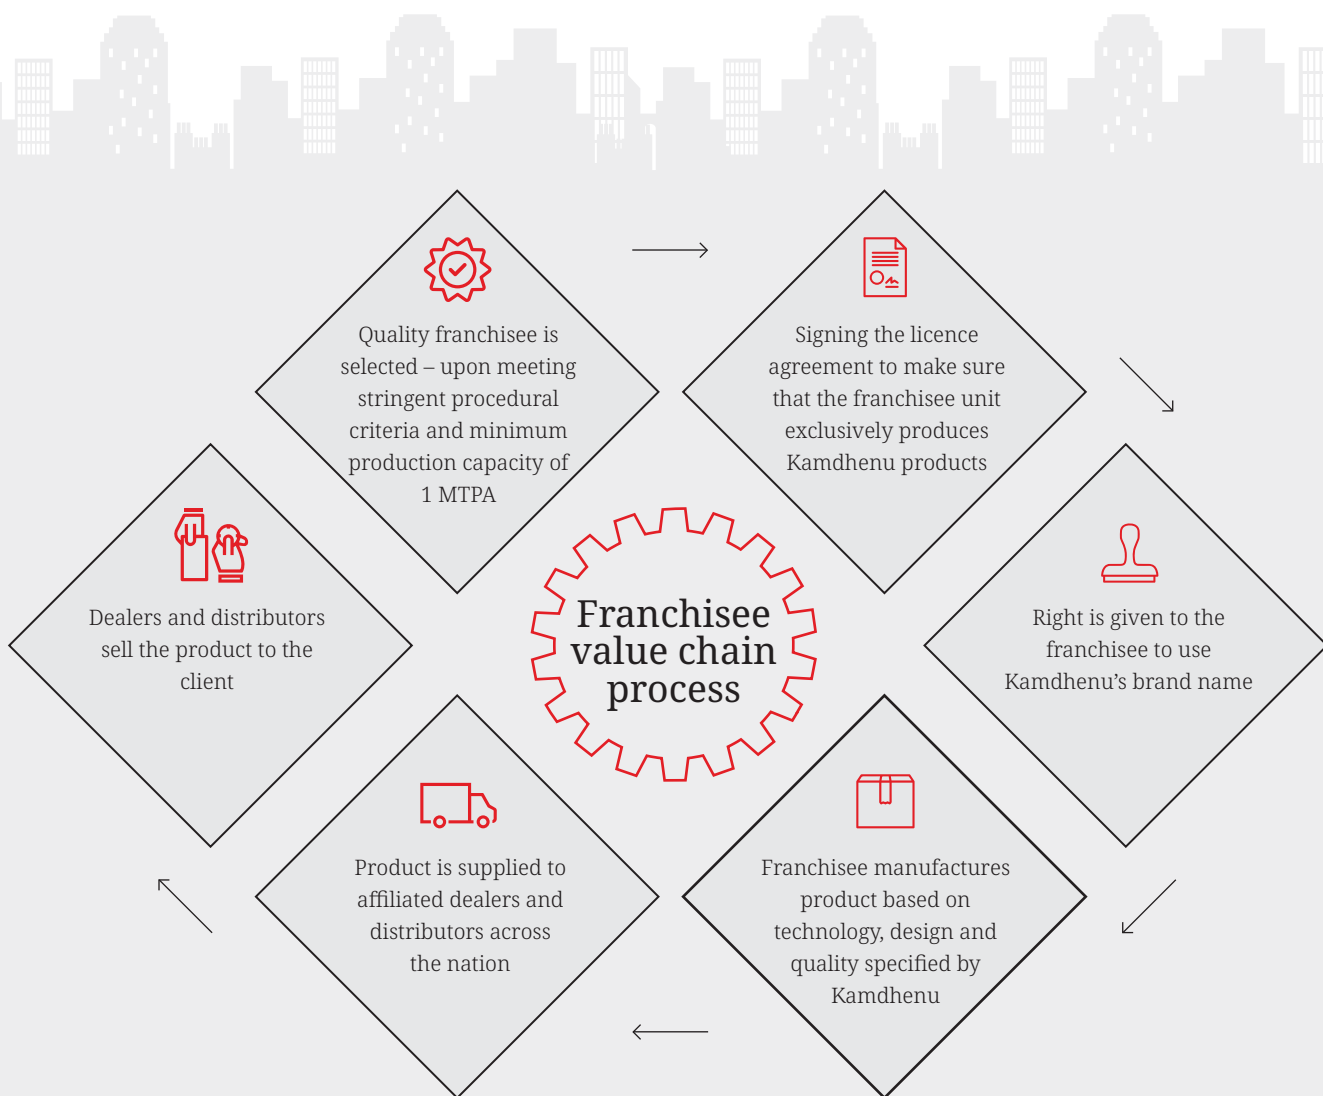 Quality franchisee is
selected – upon meeting
stringent procedural
criteria and minimum
production capacity of
1 MTPA
Signing the licence
agreement to make sure
that the franchisee unit
exclusively produces
Kamdhenu products
Right is given to the
franchisee to use
Kamdhenu’s brand name
Franchisee manufactures
product based on
technology, design and
quality specified by
Kamdhenu
Product is supplied to
affiliated dealers and
distributors across
the nation
Dealers and distributors
sell the product to the
client
Franchisee
value chain
process